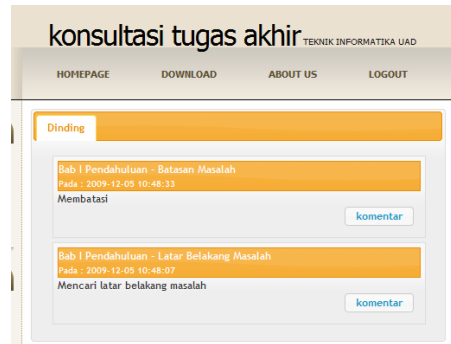 konsultasi tugas akhir TEKNIK INFORMATIKA UAD
HOMEPAGE DOWNLOAD ABOUT US LOGOUT
Dinding
Bab I Pendahuluan - Batasan Masalah
Pada : 2009-12-05 10:48:33
Membatasi
komentar
Bab I Pendahuluan - Latar Belakang Masalah
Pada : 2009-12-05 10:48:07
Mencari latar belakang masalah
komentar